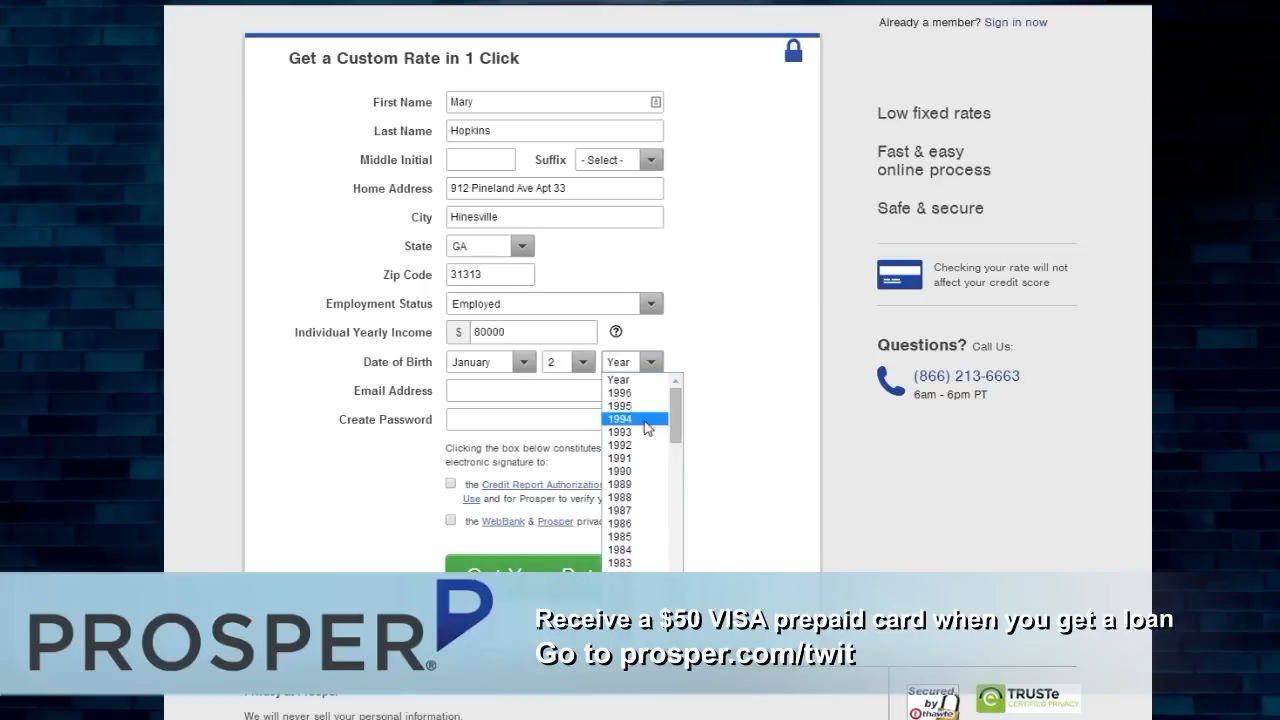 Already a member? Sign in now
Get a Custom Rate in 1 Click
First Name Mary
Last Name Hopkins
Middle Initial Suffix - Select -
Home Address 912 Pineland Ave Apt 33
City Hinesville
State GA
Zip Code 31313
Employment Status Employed
Individual Yearly Income $ 80000
Date of Birth January 2 Year
Email Address
Create Password
Year
1996
1995
1994
1993
1992
1991
1990
1989
1988
1987
1986
1985
1984
1983
Clicking the box below constitutes
electronic signature to:
the Credit Report Authorization
Use and for Prosper to verify
the WebBank & Prosper
Low fixed rates
Fast & easy
online process
Safe & secure
Checking your rate will not
affect your credit score
Questions? Call Us:
(866) 213-6663
6am - 6pm PT
PROSPER®
Receive a $50 VISA prepaid card when you get a loan
Go to prosper.com/twit
We will never sell your personal information.
Secured
by
thawte
TRUSTe
CERTIFIED PRIVACY